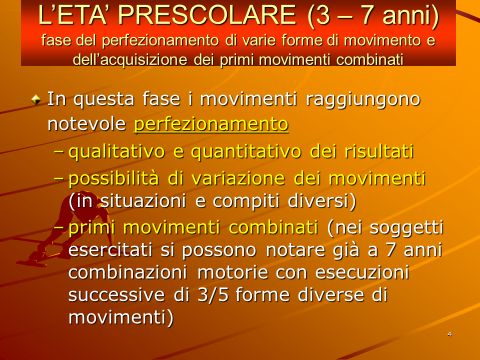 L'ETA' PRESCOLARE (3 – 7 anni)
fase del perfezionamento di varie forme di movimento e
dell'acquisizione dei primi movimenti combinati
In questa fase i movimenti raggiungono
notevole perfezionamento
– qualitativo e quantitativo dei risultati
– possibilità di variazione dei movimenti
(in situazioni e compiti diversi)
– primi movimenti combinati (nei soggetti
esercitati si possono notare già a 7 anni
combinazioni motorie con esecuzioni
successive di 3/5 forme diverse di
movimenti)
4